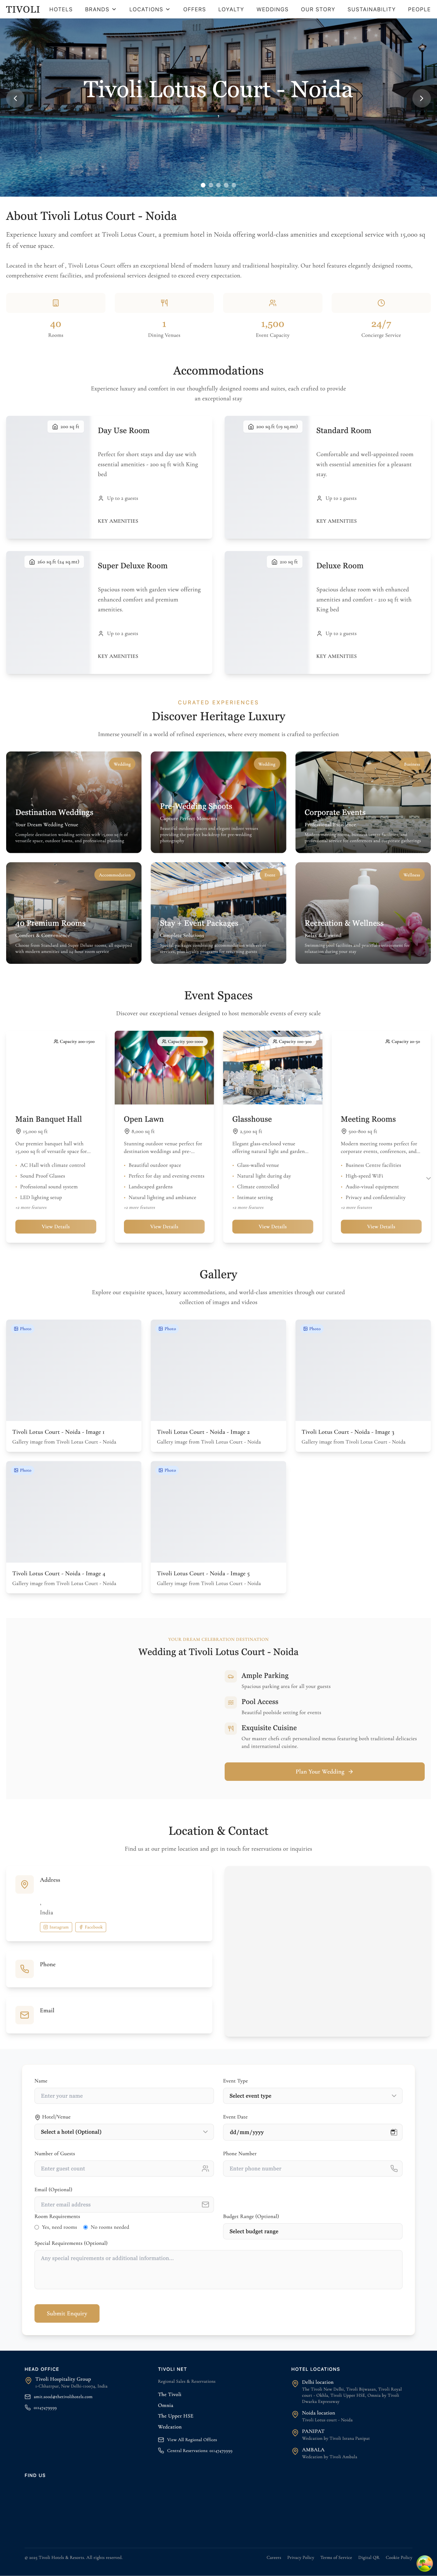 TIVOLI HOTELS BRANDS LOCATIONS OFFERS LOYALTY WEDDINGS OUR STORY SUSTAINABILITY PEOPLE
Tivoli Lotus Court - Noida
About Tivoli Lotus Court - Noida
Experience luxury and comfort at Tivoli Lotus Court, a premium hotel in Noida offering world-class amenities and exceptional service with 15,000 sq
ft of venue space.
Located in the heart of , Tivoli Lotus Court offers an exceptional blend of modern luxury and traditional hospitality. Our hotel features elegantly designed rooms,
comprehensive event facilities, and professional services designed to exceed every expectation.
40 1 1,500 24/7
Rooms Dining Venues Event Capacity Concierge Service
Accommodations
Experience luxury and comfort in our thoughtfully designed rooms and suites, each crafted to provide
an exceptional stay
200 sq ft
Day Use Room
Perfect for short stays and day use with
essential amenities - 200 sq ft with King
bed
Up to 2 guests
KEY AMENITIES
200 sq ft (19 sq mt)
Standard Room
Comfortable and well-appointed room
with essential amenities for a pleasant
stay.
Up to 2 guests
KEY AMENITIES
260 sq ft (24 sq mt)
Super Deluxe Room
Spacious room with garden view offering
enhanced comfort and premium
amenities.
Up to 2 guests
KEY AMENITIES
210 sq ft
Deluxe Room
Spacious deluxe room with enhanced
amenities and comfort - 210 sq ft with
King bed
Up to 2 guests
KEY AMENITIES
CURATED EXPERIENCES
Discover Heritage Luxury
Immerse yourself in a world of refined experiences, where every moment is crafted to perfection
Wedding
Destination Weddings
Your Dream Wedding Venue
Complete destination wedding services with 15,000 sq ft of
versatile space, outdoor lawns, and professional planning
Wedding
Pre-Wedding Shoots
Capture Perfect Moments
Beautiful outdoor spaces and elegant indoor venues
providing the perfect backdrop for pre-wedding
photography
Corporate Events
Professional Excellence
Accommodation
40 Premium Rooms
Comfort & Convenience
Choose from Standard and Super Deluxe rooms, all equipped
with modern amenities and 24-hour room service
Event
Stay + Event Packages
Complete Solutions
Special packages combining accommodation with event
services, plus loyalty programs for returning guests
Wellness
Recreation & Wellness
Relax & Unwind
Swimming pool facilities and peaceful environment for
relaxation during your stay
Event Spaces
Discover our exceptional venues designed to host memorable events of every scale
Capacity 200-1500
Main Banquet Hall
15,000 sq ft
Our premier banquet hall with
15,000 sq ft of versatile space for...
• AC Hall with climate control
• Sound Proof Glasses
• Professional sound system
• LED lighting setup
View Details
Capacity 500-1000
Open Lawn
8,000 sq ft
Stunning outdoor venue perfect for
destination weddings and pre-...
• Beautiful outdoor space
• Perfect for day and evening events
• Landscaped gardens
• Natural lighting and ambiance
View Details
Capacity 100-300
Glasshouse
2,500 sq ft
Elegant glass-enclosed venue
offering natural light and garden...
• Glass-walled venue
• Natural light during day
• Climate controlled
• Intimate setting
View Details
Capacity 20-50
Meeting Rooms
500-800 sq ft
Modern meeting rooms perfect for
corporate events, conferences, and...
• Business Centre facilities
• High-speed WiFi
• Audio-visual equipment
• Privacy and confidentiality
View Details
Gallery
Explore our exquisite spaces, luxury accommodations, and world-class amenities through our curated
collection of images and videos
Photo
Tivoli Lotus Court - Noida - Image 1
Gallery image from Tivoli Lotus Court - Noida
Photo
Tivoli Lotus Court - Noida - Image 2
Gallery image from Tivoli Lotus Court - Noida
Photo
Tivoli Lotus Court - Noida - Image 3
Gallery image from Tivoli Lotus Court - Noida
Photo
Tivoli Lotus Court - Noida - Image 4
Gallery image from Tivoli Lotus Court - Noida
Photo
Tivoli Lotus Court - Noida - Image 5
Gallery image from Tivoli Lotus Court - Noida
YOUR DREAM CELEBRATION DESTINATION
Wedding at Tivoli Lotus Court - Noida
Ample Parking
Spacious parking area for all your guests
Pool Access
Beautiful poolside setting for events
Exquisite Cuisine
Our master chefs craft personalized menus featuring both traditional delicacies
and international cuisine.
Plan Your Wedding
Location & Contact
Find us at our prime location and get in touch for reservations or inquiries
Address
,
India
Instagram Facebook
Phone
Email
Name
Enter your name
Event Type
Select event type
Hotel/Venue
Select a hotel (Optional)
Event Date
dd/mm/yyyy
Number of Guests
Enter guest count
Phone Number
Enter phone number
Email (Optional)
Enter email address
Room Requirements
Yes, need rooms No rooms needed
Budget Range (Optional)
Select budget range
Special Requirements (Optional)
Any special requirements or additional information...
Submit Enquiry
HEAD OFFICE
Tivoli Hospitality Group
1-Chhatrpur, New Delhi-110074, India
TIVOLI NET
Regional Sales & Reservations
The Tivoli
Omnia
The Upper HSE
Wedcation
View All Regional Offices
HOTEL LOCATIONS
Delhi location
The Tivoli New Delhi, Tivoli Bijwasan, Tivoli Royal
court - Okhla, Tivoli Upper HSE, Omnia by Tivoli
Dwarka Expressway
Noida location
Tivoli Lotus court - Noida
PANIPAT
Wedcation by Tivoli Sorana Panipat
AMBALA
Wedcation by Tivoli Ambala
FIND US
© 2025 Tivoli Hotels & Resorts. All rights reserved.
Careers Privacy Policy Terms of Service Digital QR Cookie Policy